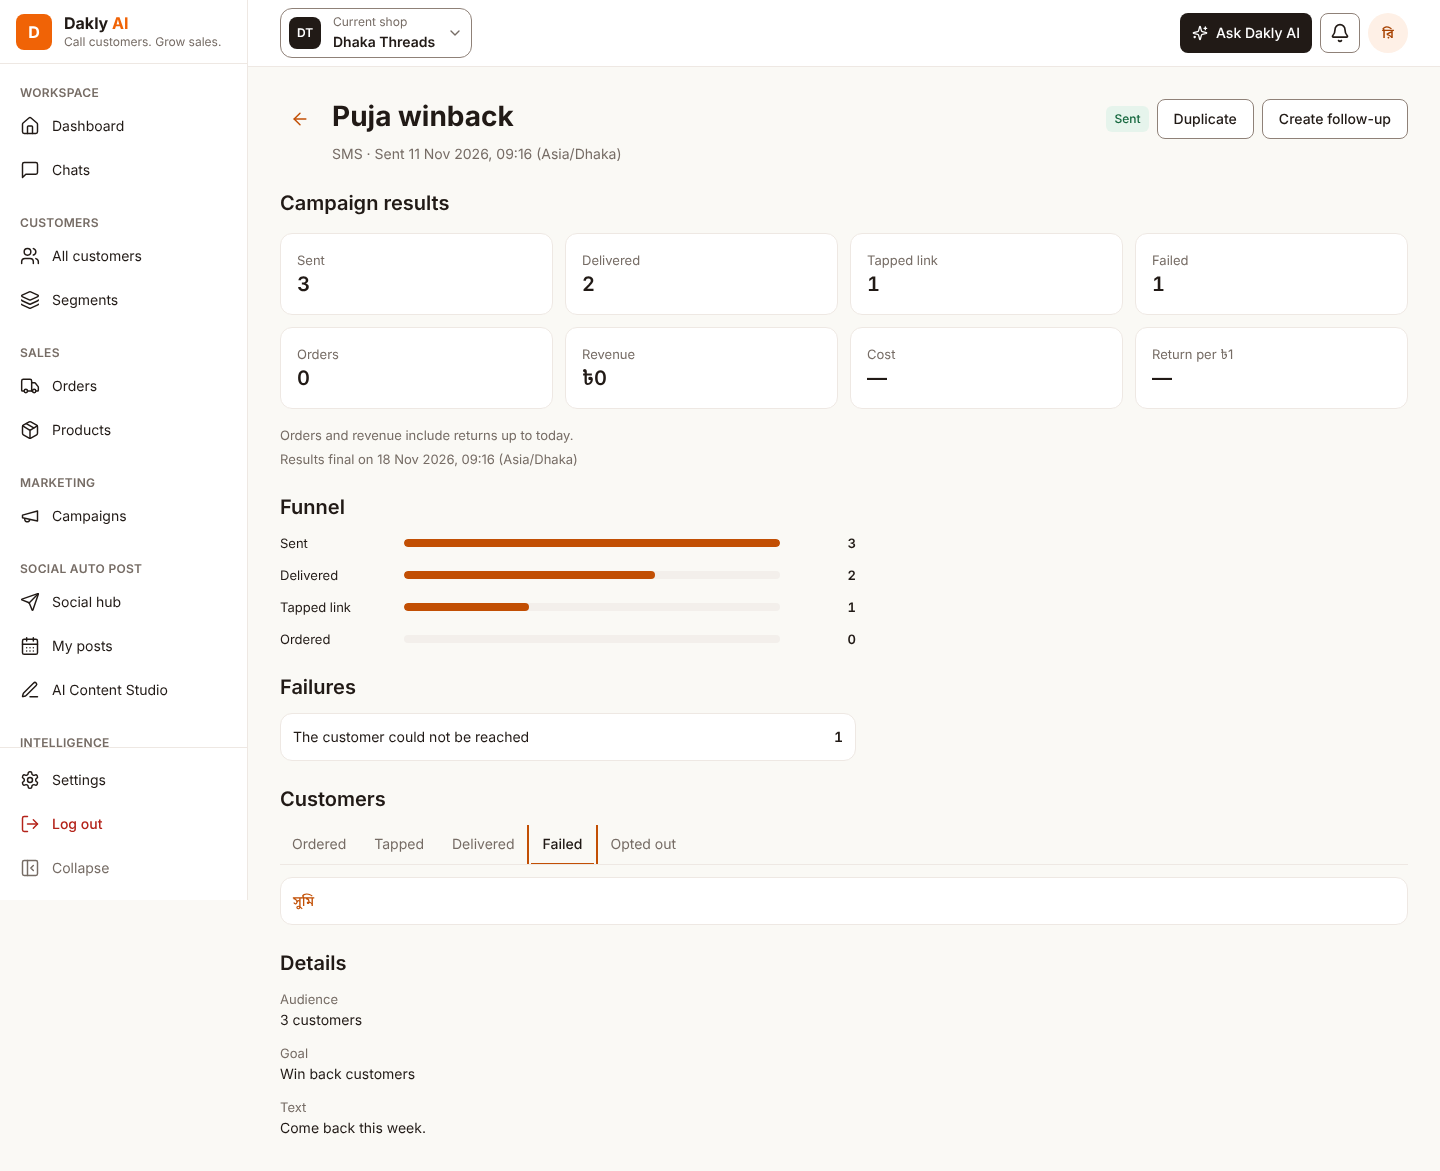 D
Dakly AI
Call customers. Grow sales.
WORKSPACE
Dashboard
Chats
CUSTOMERS
All customers
Segments
SALES
Orders
Products
MARKETING
Campaigns
SOCIAL AUTO POST
Social hub
My posts
AI Content Studio
INTELLIGENCE
Settings
Log out
Collapse
DT
Current shop
Dhaka Threads
Ask Dakly AI
রি
Puja winback
Sent
Duplicate
Create follow-up
SMS · Sent 11 Nov 2026, 09:16 (Asia/Dhaka)
Campaign results
Sent
3
Delivered
2
Tapped link
1
Failed
1
Orders
0
Revenue
৳0
Cost
—
Return per ৳1
—
Orders and revenue include returns up to today.
Results final on 18 Nov 2026, 09:16 (Asia/Dhaka)
Funnel
Sent 3
Delivered 2
Tapped link 1
Ordered 0
Failures
The customer could not be reached 1
Customers
Ordered Tapped Delivered Failed Opted out
সুমি
Details
Audience
3 customers
Goal
Win back customers
Text
Come back this week.